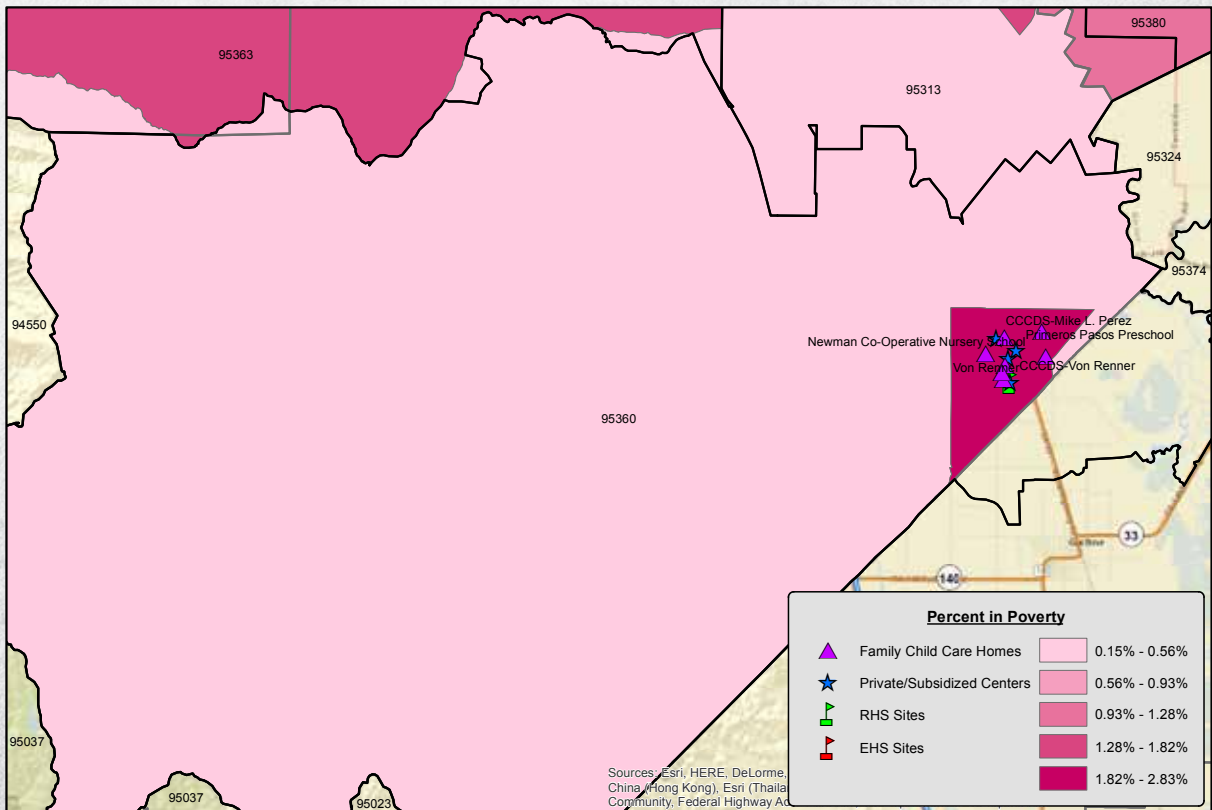 95380
95363
95313
95324
95374
94550
CCCDS-Mike L. Perez
Primeros Pasos Preschool
Newman Co-Operative Nursery School
Von Renner
CCCDS-Von Renner
95360
33
140
95037
95037
95023
Sources: Esri, HERE, DeLorme,
China (Hong Kong), Esri
Community, Federal Highway
Percent in Poverty
Family Child Care Homes
0.15% - 0.56%
Private/Subsidized Centers
0.56% - 0.93%
RHS Sites
0.93% - 1.28%
EHS Sites
1.28% - 1.82%
1.82% - 2.83%